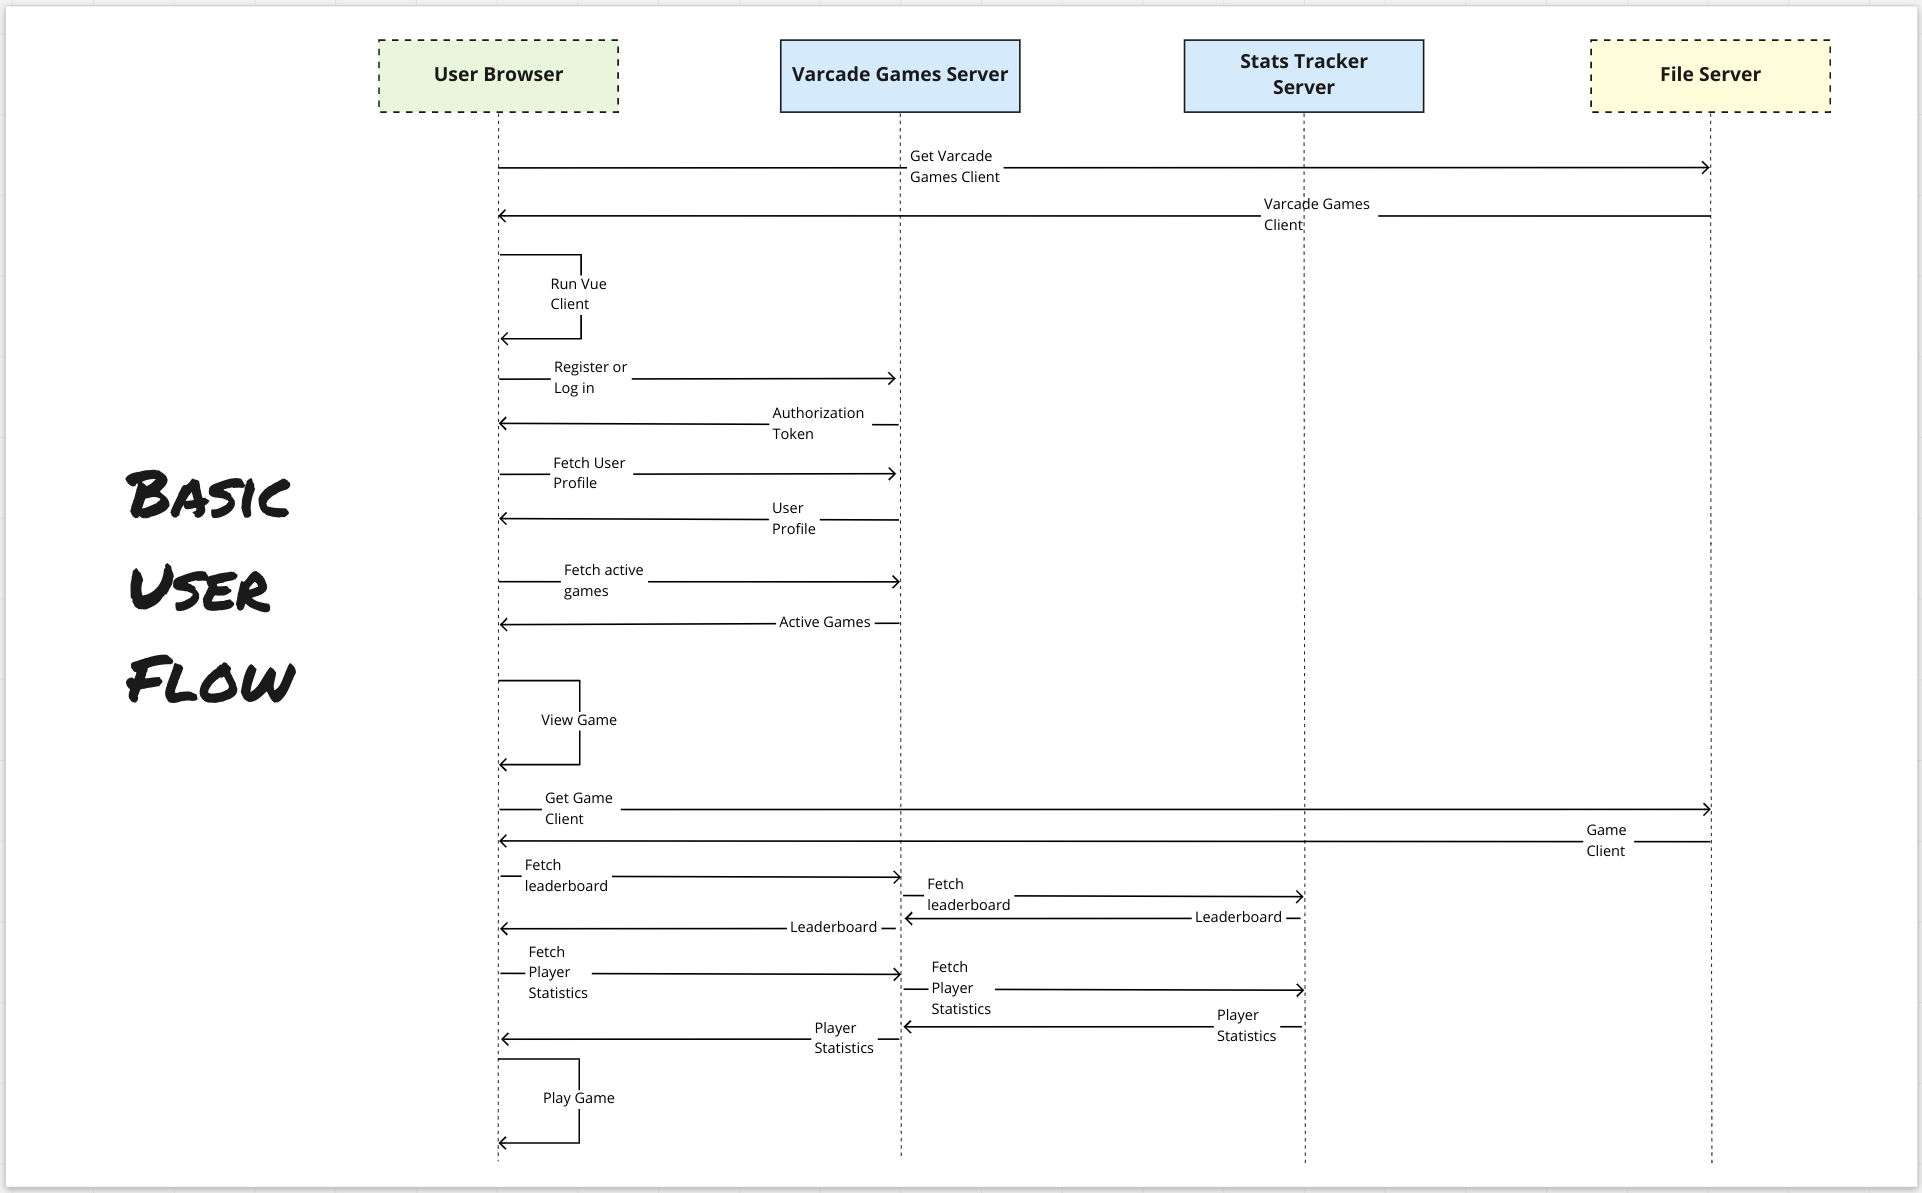 User Browser
Varcade Games Server
Stats Tracker
Server
File Server
Get Varcade
Games Client
Varcade Games
Client
Run Vue
Client
Register or
Log in
Authorization
Token
Fetch User
Profile
User
Profile
Fetch active
games
Active Games
Basic
User
Flow
View Game
Get Game
Client
Game
Client
Fetch
leaderboard
Fetch
leaderboard
Leaderboard
Leaderboard
Fetch
Player
Statistics
Fetch
Player
Statistics
Player
Statistics
Player
Statistics
Play Game